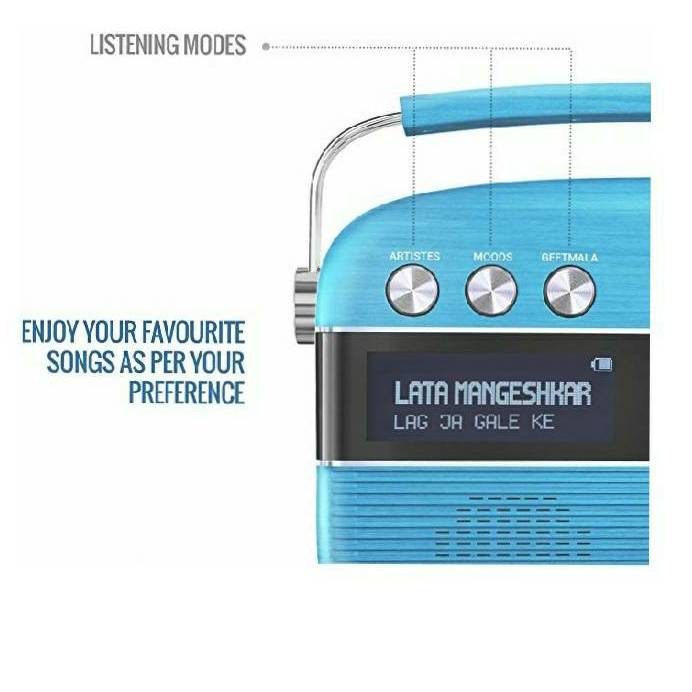 LISTENING MODES
ARTISTES MOODS GEETMALA
ENJOY YOUR FAVOURITE
SONGS AS PER YOUR
PREFERENCE
LATA MANGESHKAR
LAG JA GALE KE